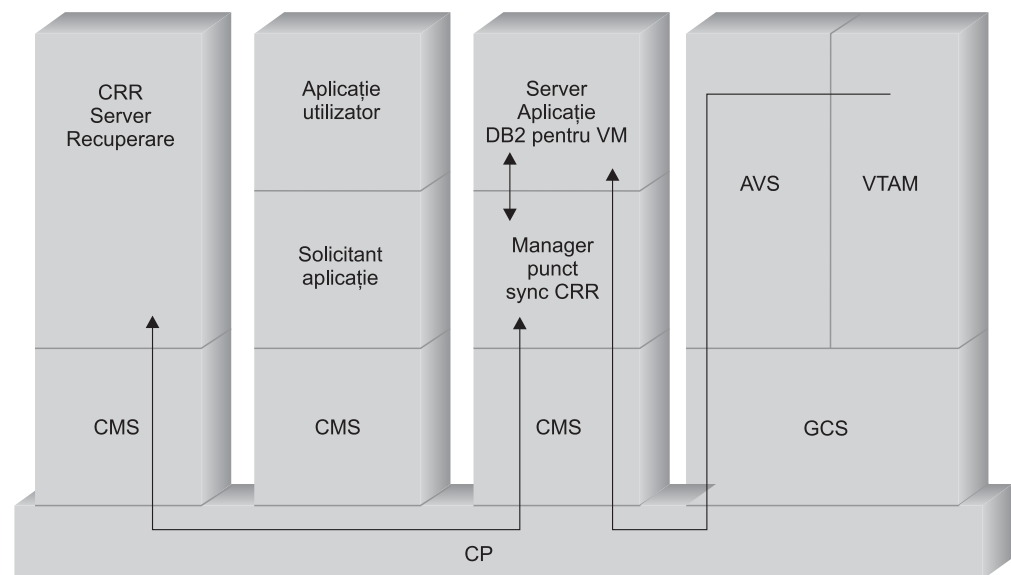 CRR
Server
Recuperare
Aplicație
utilizator
Server
Aplicație
DB2 pentru VM
AVS
VTAM
Solicitant
aplicație
Manager
punct
sync CRR
CMS
CMS
CMS
GCS
CP